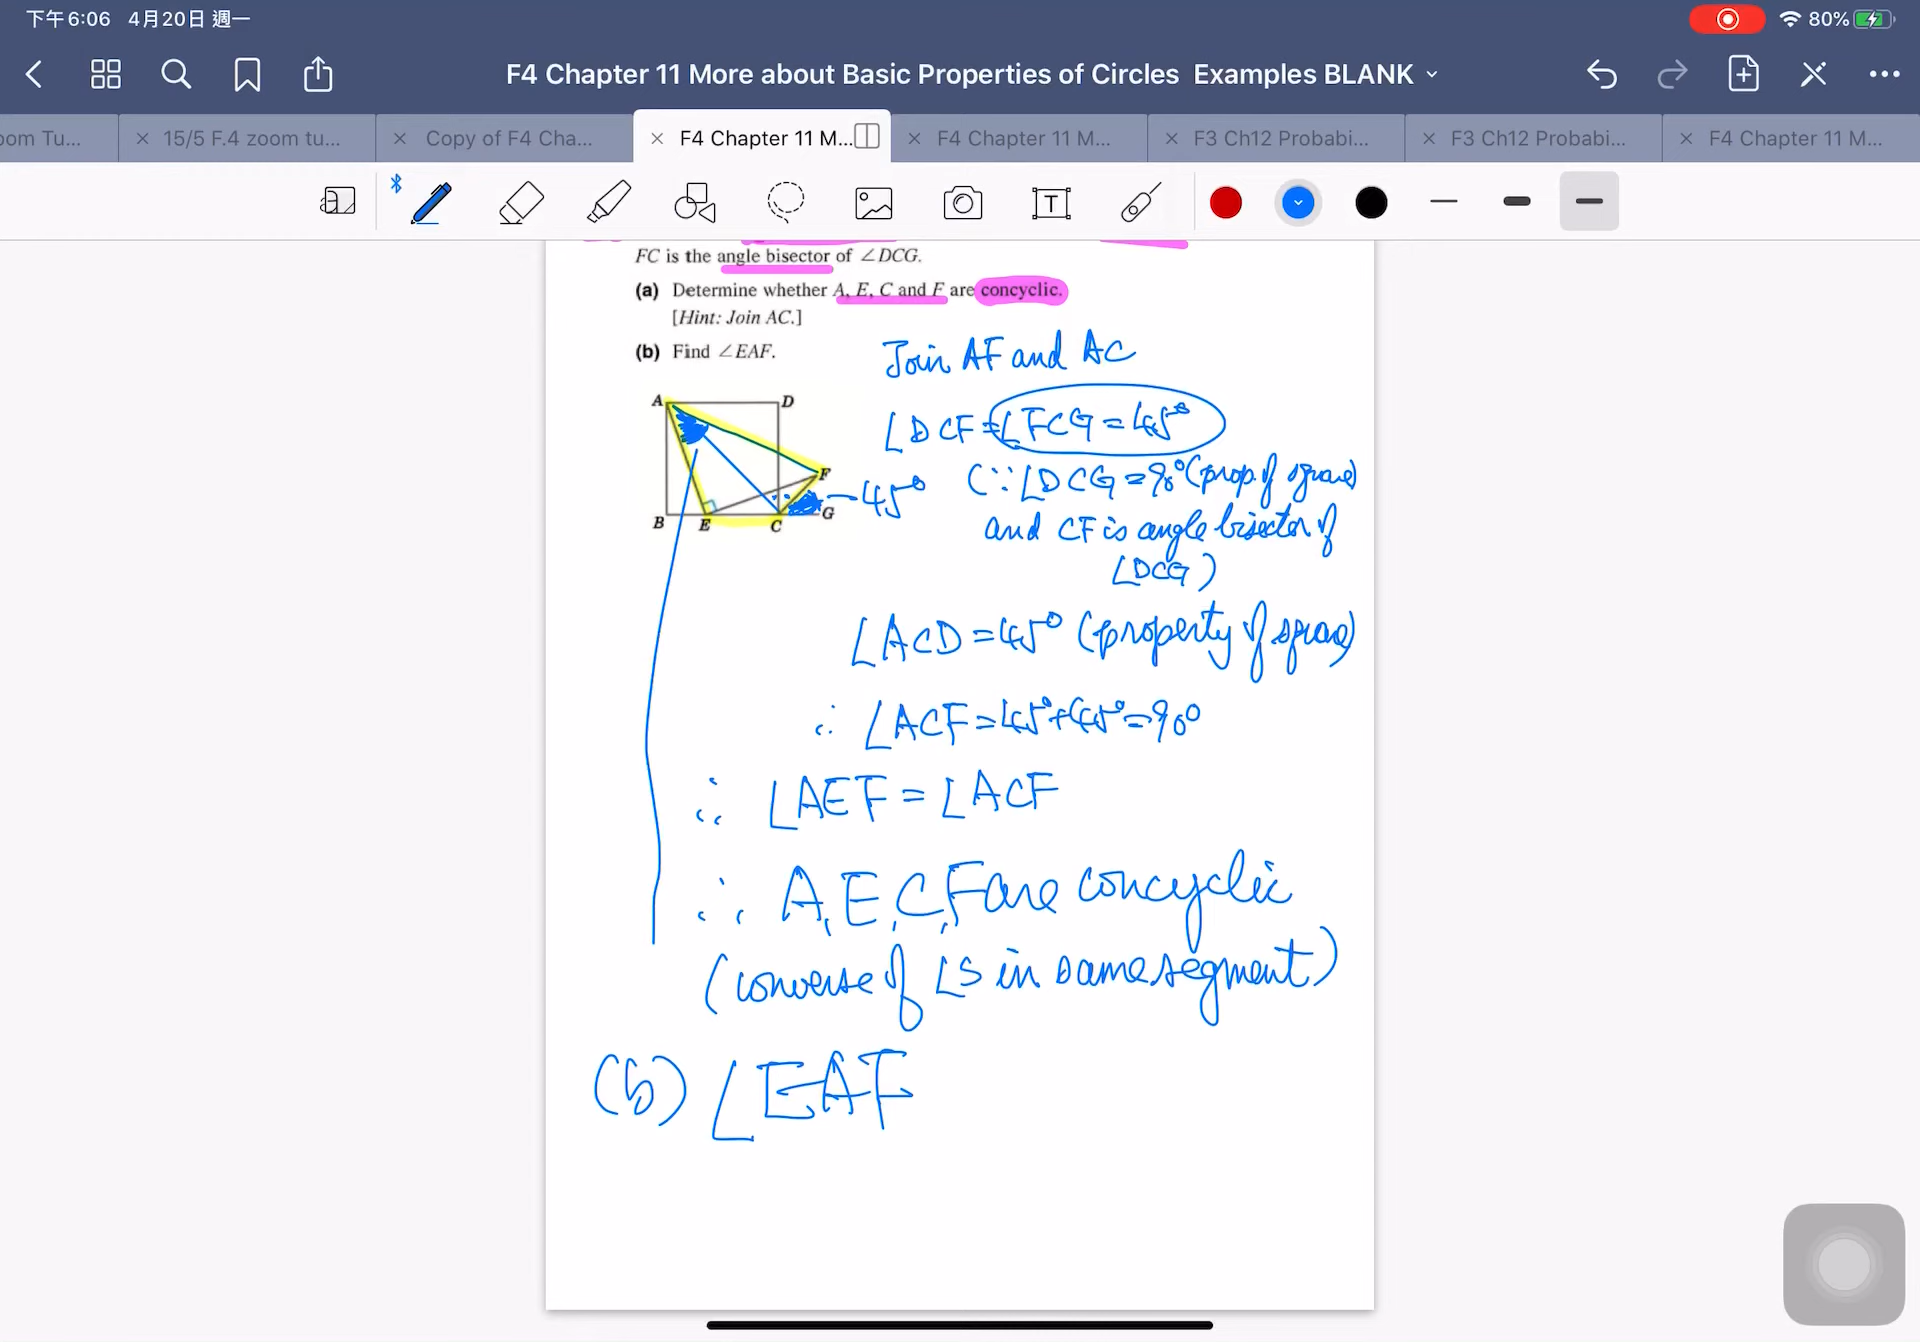 下午6:06 4月20日 週一
80%
F4 Chapter 11 More about Basic Properties of Circles Examples BLANK
oom Tu...
15/5 F.4 zoom tu...
Copy of F4 Cha...
F4 Chapter 11 M...
F4 Chapter 11 M...
F3 Ch12 Probabi...
F3 Ch12 Probabi...
F4 Chapter 11 M...
FC is the angle bisector of ∠DCG.
(a) Determine whether A, E, C and F are concyclic.
[Hint: Join AC.]
(b) Find ∠EAF.
Join AF and AC
A D
F
B E C G
45°
∠DCF=∠FCG=45°
(∵∠DCG=90° (prop. of square)
and CF is angle bisector of
∠DCG)
∠ACD=45° (property of square)
∴ ∠ACF=45°+45°=90°
∴ ∠AEF=∠ACF
∴ A,E,C,F are concyclic
(converse of ∠s in same segment)
(b) ∠EAF